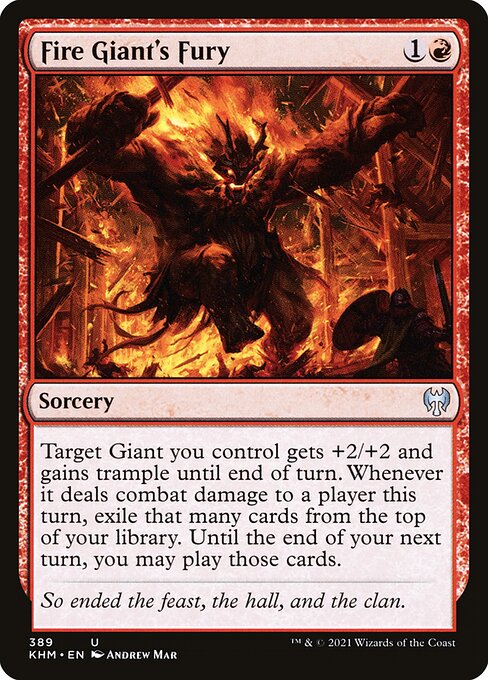 Fire Giant's Fury 1
Sorcery
Target Giant you control gets +2/+2 and
gains trample until end of turn. Whenever
it deals combat damage to a player this
turn, exile that many cards from the top
of your library. Until the end of your next
turn, you may play those cards.
So ended the feast, the hall, and the clan.
389 U
KHM • EN Andrew Mar
™ & © 2021 Wizards of the Coast